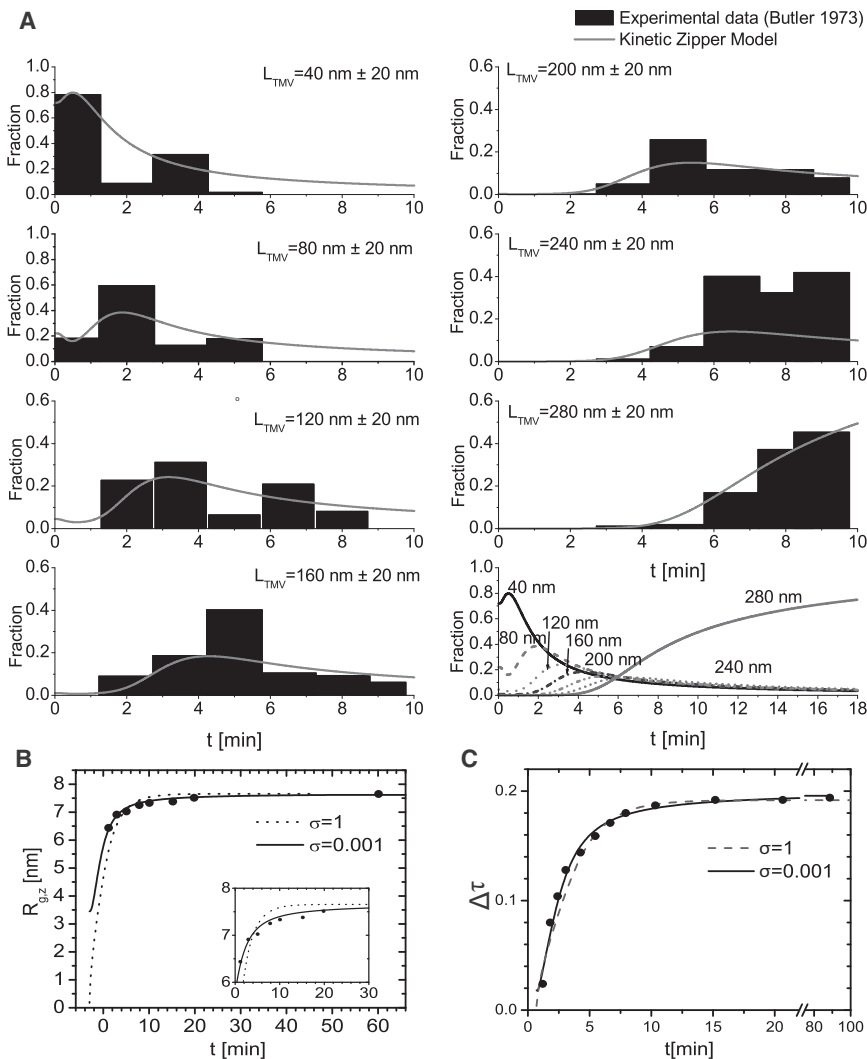 A
Experimental data (Butler 1973)
Kinetic Zipper Model
L_TMV=40 nm ± 20 nm
Fraction
1.0
0.8
0.6
0.4
0.2
0.0
0 2 4 6 8 10
L_TMV=200 nm ± 20 nm
Fraction
0.6
0.4
0.2
0.0
0 2 4 6 8 10
L_TMV=80 nm ± 20 nm
Fraction
1.0
0.8
0.6
0.4
0.2
0.0
0 2 4 6 8 10
L_TMV=240 nm ± 20 nm
Fraction
0.6
0.4
0.2
0.0
0 2 4 6 8 10
L_TMV=120 nm ± 20 nm
Fraction
0.6
0.4
0.2
0.0
0 2 4 6 8 10
L_TMV=280 nm ± 20 nm
Fraction
0.6
0.4
0.2
0.0
0 2 4 6 8 10
t [min]
L_TMV=160 nm ± 20 nm
Fraction
0.6
0.4
0.2
0.0
0 2 4 6 8 10
t [min]
40 nm
80 nm
120 nm
160 nm
200 nm
240 nm
280 nm
Fraction
1.0
0.8
0.6
0.4
0.2
0.0
0 2 4 6 8 10 12 14 16 18
t [min]
B
R_g,z [nm]
8
7
6
5
4
3
2
1
0
σ=1
σ=0.001
8
7
6
0 5 10 15 20 30
0 10 20 30 40 50 60
t [min]
C
Δτ
0.2
0.1
0.0
σ=1
σ=0.001
0 5 10 15 20 80 100
t[min]